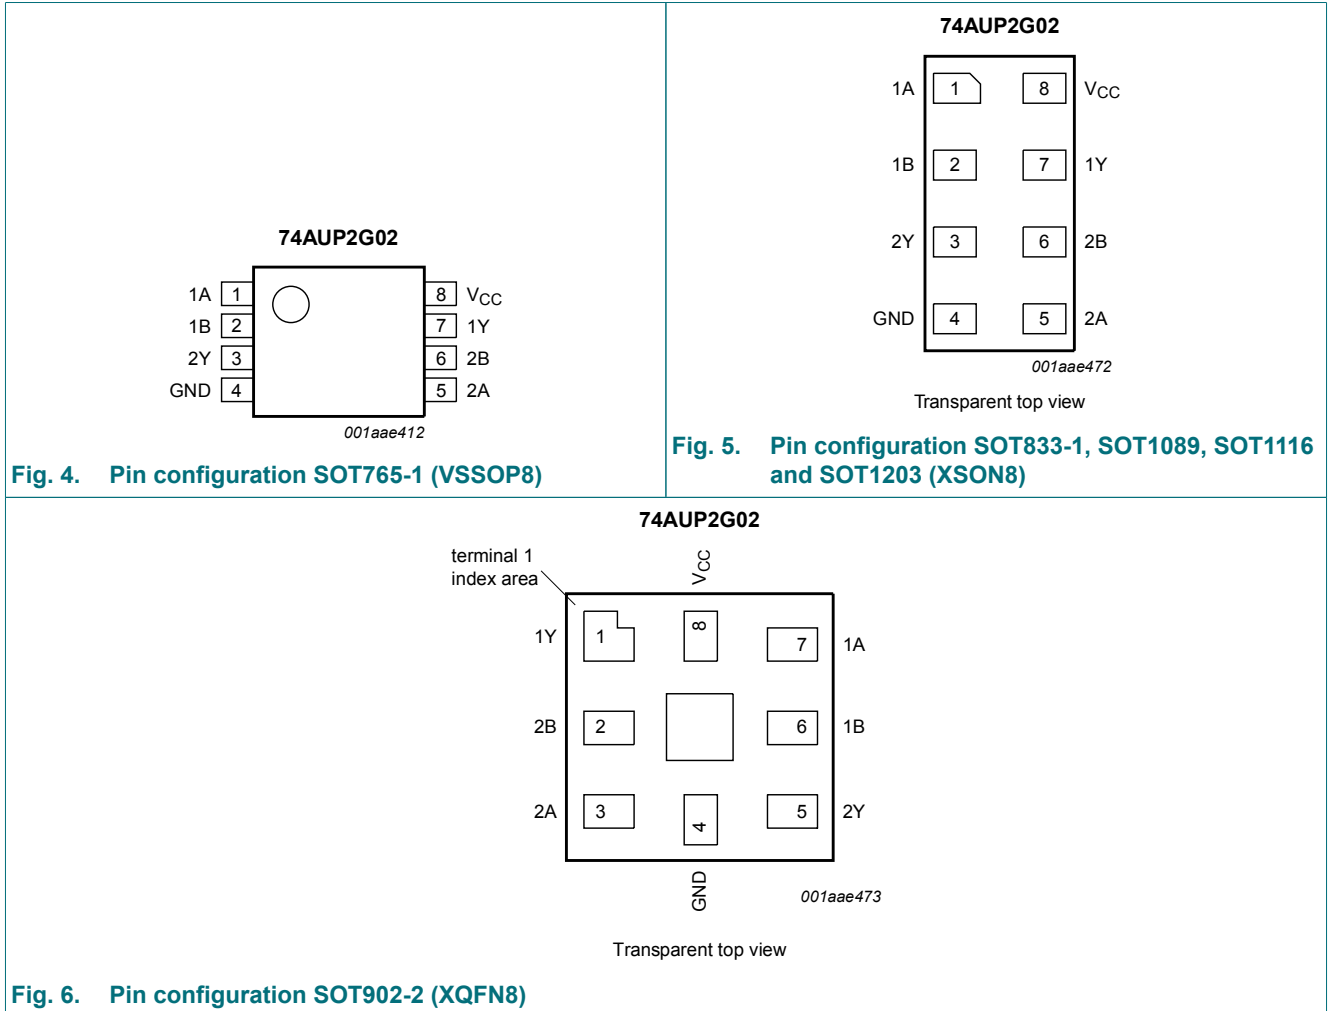 74AUP2G02
1A 1 8 VCC
1B 2 7 1Y
2Y 3 6 2B
GND 4 5 2A
001aae412
Fig. 4. Pin configuration SOT765-1 (VSSOP8)
74AUP2G02
1A 1 8 VCC
1B 2 7 1Y
2Y 3 6 2B
GND 4 5 2A
001aae472
Transparent top view
Fig. 5. Pin configuration SOT833-1, SOT1089, SOT1116
and SOT1203 (XSON8)
74AUP2G02
terminal 1
index area
VCC
1Y 1 8 7 1A
2B 2 6 1B
2A 3 4 5 2Y
GND
001aae473
Transparent top view
Fig. 6. Pin configuration SOT902-2 (XQFN8)